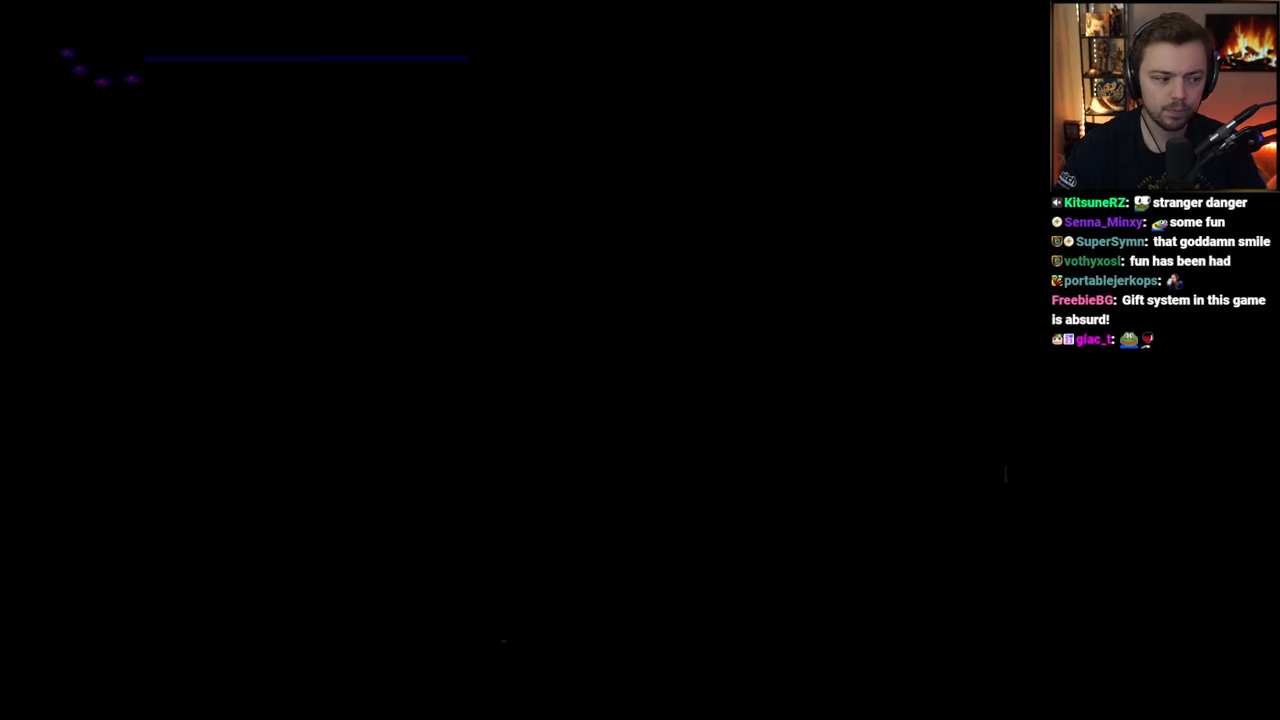 KitsuneRZ: stranger danger
Senna_Minxy: some fun
SuperSymn: that goddamn smile
vothyxosl: fun has been had
portablejerkops:
FreebieBG: Gift system in this game
is absurd!
giac_t: